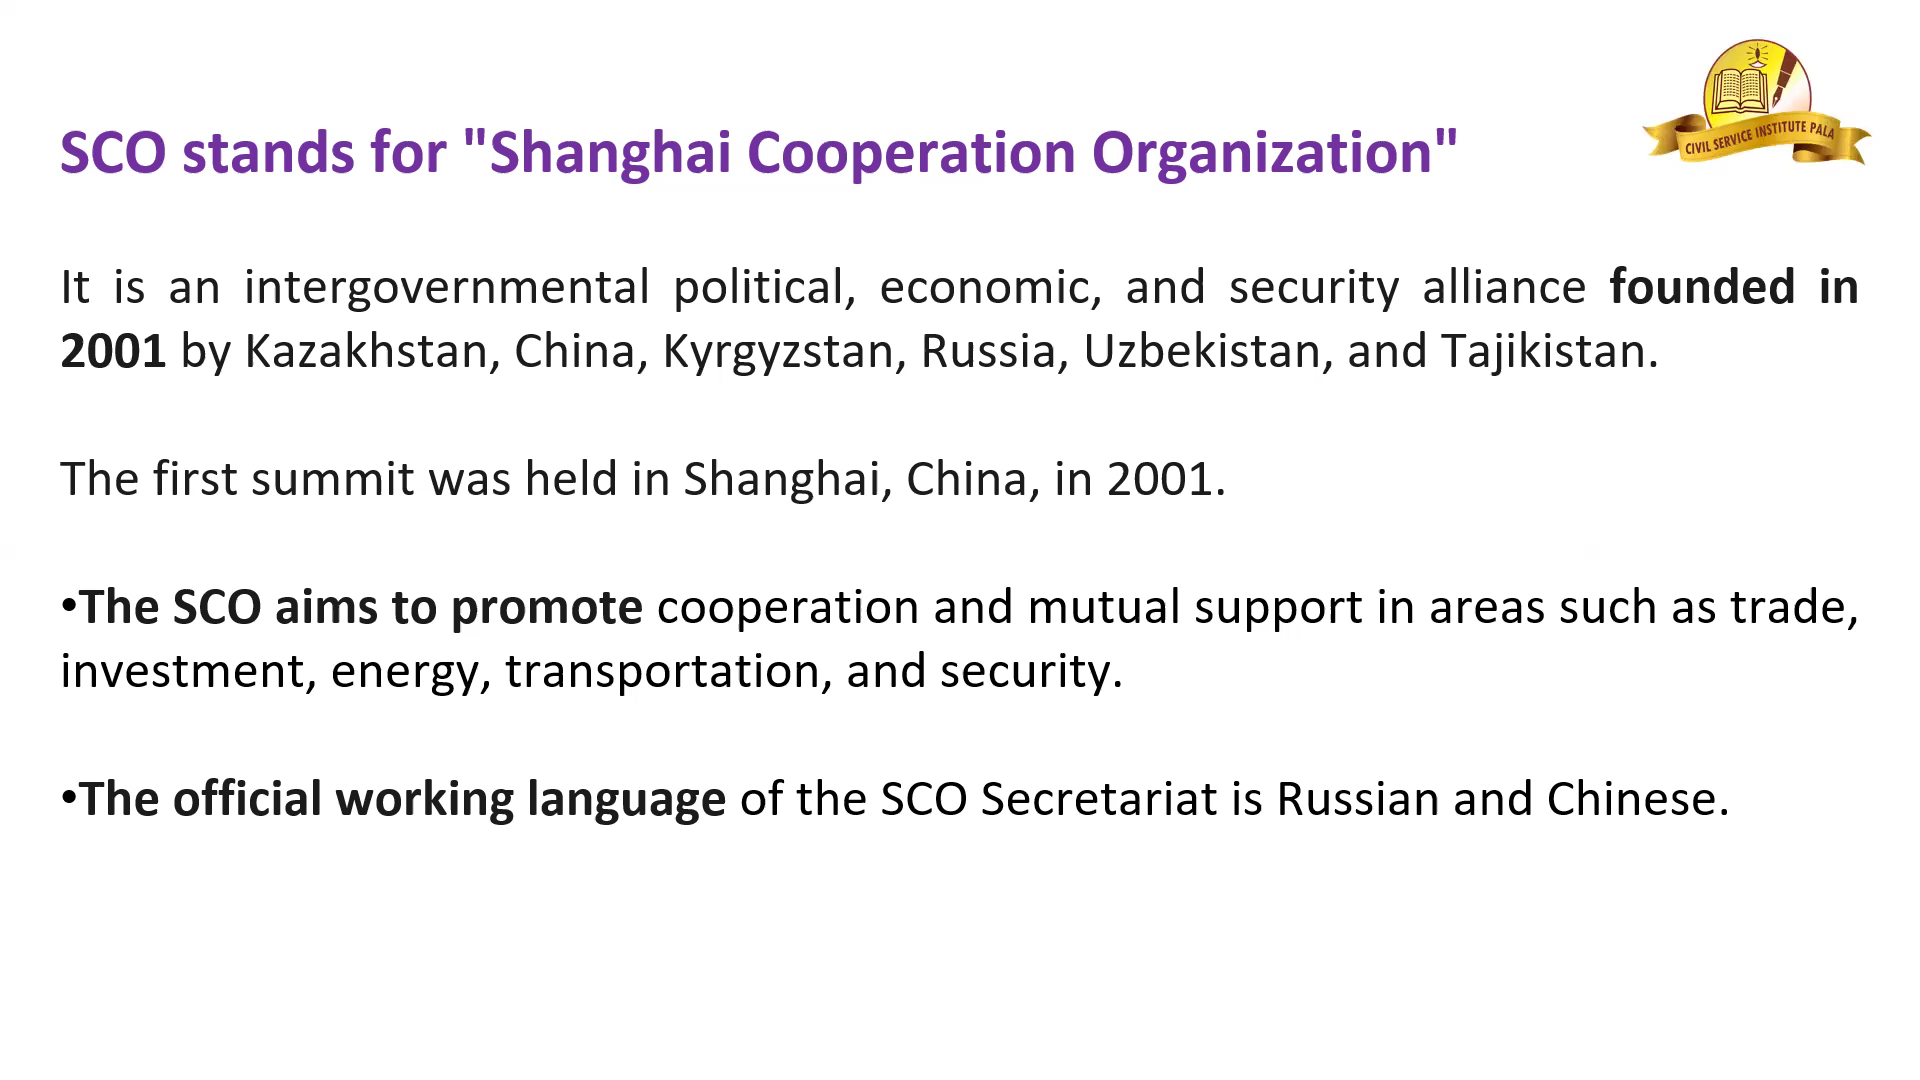 CIVIL SERVICE INSTITUTE PALA
SCO stands for "Shanghai Cooperation Organization"
It is an intergovernmental political, economic, and security alliance founded in
2001 by Kazakhstan, China, Kyrgyzstan, Russia, Uzbekistan, and Tajikistan.
The first summit was held in Shanghai, China, in 2001.
•The SCO aims to promote cooperation and mutual support in areas such as trade,
investment, energy, transportation, and security.
•The official working language of the SCO Secretariat is Russian and Chinese.